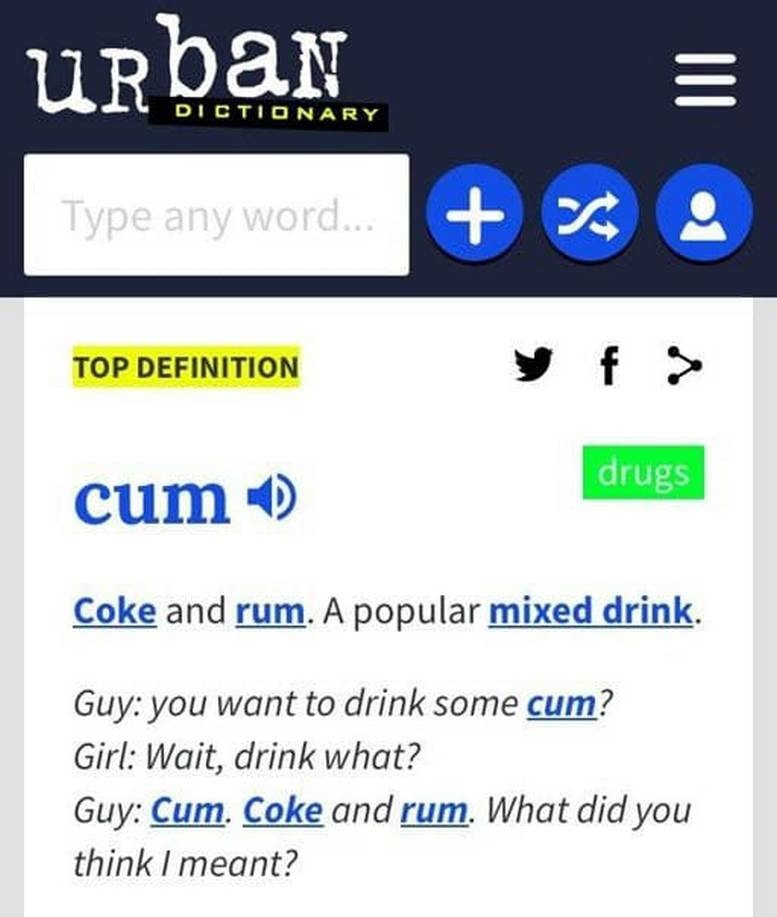 urban
DICTIONARY
Type any word...
TOP DEFINITION
cum
drugs
Coke and rum. A popular mixed drink.
Guy: you want to drink some cum?
Girl: Wait, drink what?
Guy: Cum. Coke and rum. What did you
think I meant?